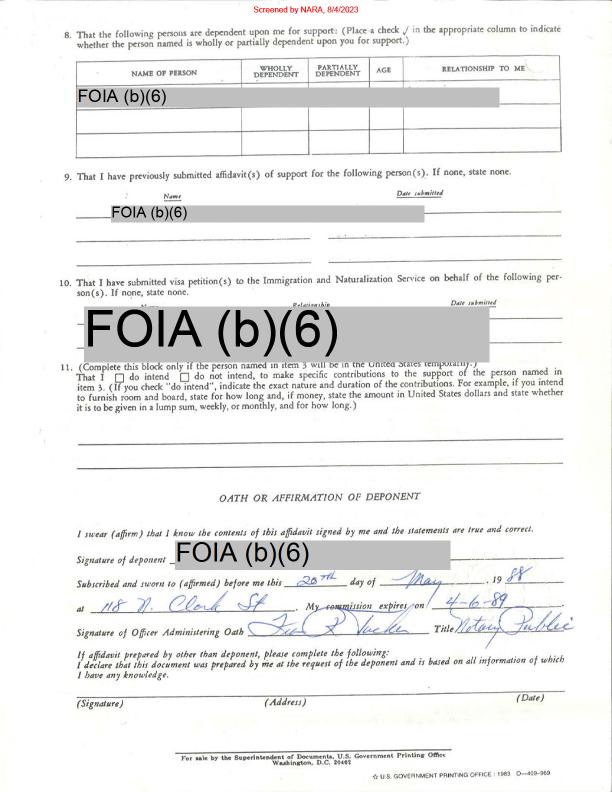 Screened by NARA, 8/4/2023
8. That the following persons are dependent upon me for support: (Place a check √ in the appropriate column to indicate
whether the person named is wholly or partially dependent upon you for support.)
NAME OF PERSON WHOLLY DEPENDENT PARTIALLY DEPENDENT AGE RELATIONSHIP TO ME
FOIA (b)(6)
9. That I have previously submitted affidavit(s) of support for the following person(s). If none, state none.
Name Date submitted
FOIA (b)(6)
10. That I have submitted visa petition(s) to the Immigration and Naturalization Service on behalf of the following per-
son(s). If none, state none.
Relationship Date submitted
FOIA (b)(6)
11. (Complete this block only if the person named in item 3 will be in the United States temporarily.)
That I ☐ do intend ☐ do not intend, to make specific contributions to the support of the person named in
item 3. (If you check "do intend", indicate the exact nature and duration of the contributions. For example, if you intend
to furnish room and board, state for how long and, if money, state the amount in United States dollars and state whether
it is to be given in a lump sum, weekly, or monthly, and for how long.)
OATH OR AFFIRMATION OF DEPONENT
I swear (affirm) that I know the contents of this affidavit signed by me and the statements are true and correct.
Signature of deponent FOIA (b)(6)
Subscribed and sworn to (affirmed) before me this 20TH day of May , 19 88
at 118 N. Clark St . My commission expires on 4-6-89
Signature of Officer Administering Oath Title Notary Public
If affidavit prepared by other than deponent, please complete the following:
I declare that this document was prepared by me at the request of the deponent and is based on all information of which
I have any knowledge.
(Signature) (Address) (Date)
For sale by the Superintendent of Documents, U.S. Government Printing Office
Washington, D.C. 20402
☆ U.S. GOVERNMENT PRINTING OFFICE : 1983 O—409-969